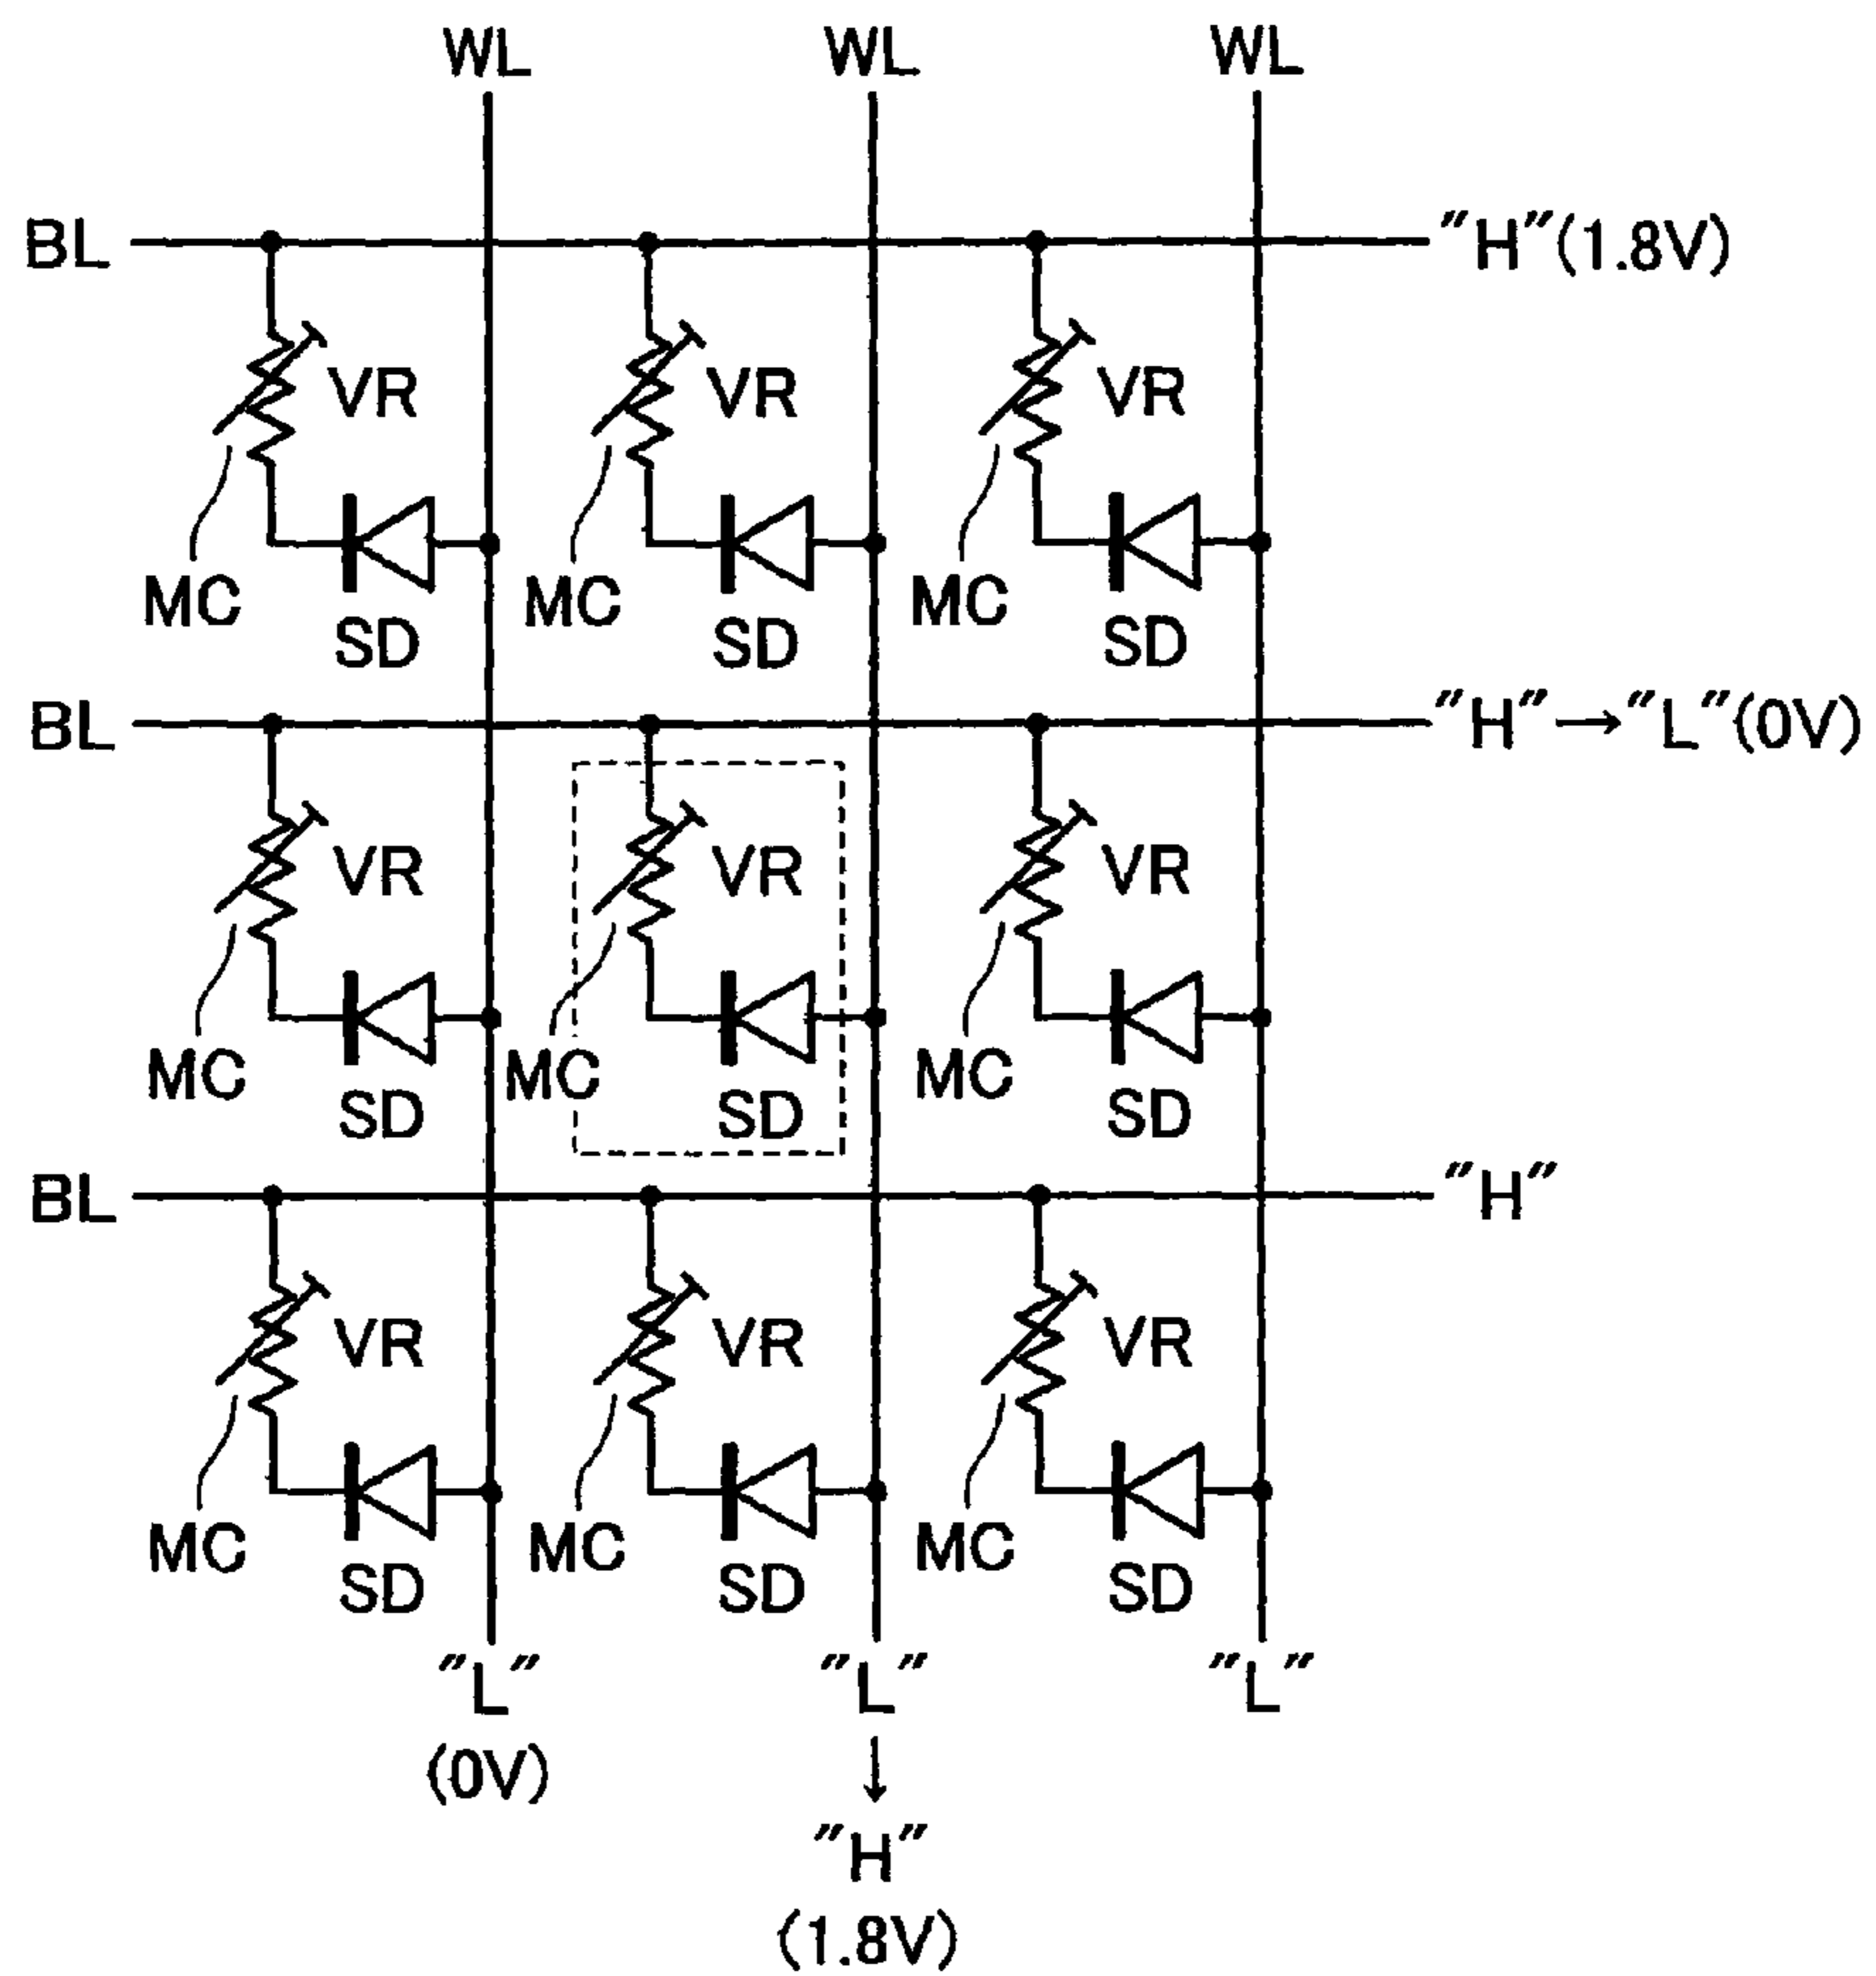 WL WL WL
BL "H"(1.8V)
VR VR VR
MC MC MC
SD SD SD
BL "H"→"L"(0V)
VR VR VR
MC MC MC
SD SD SD
BL "H"
VR VR VR
MC MC MC
SD SD SD
"L" "L" "L"
(0V)
↓
"H"
(1.8V)